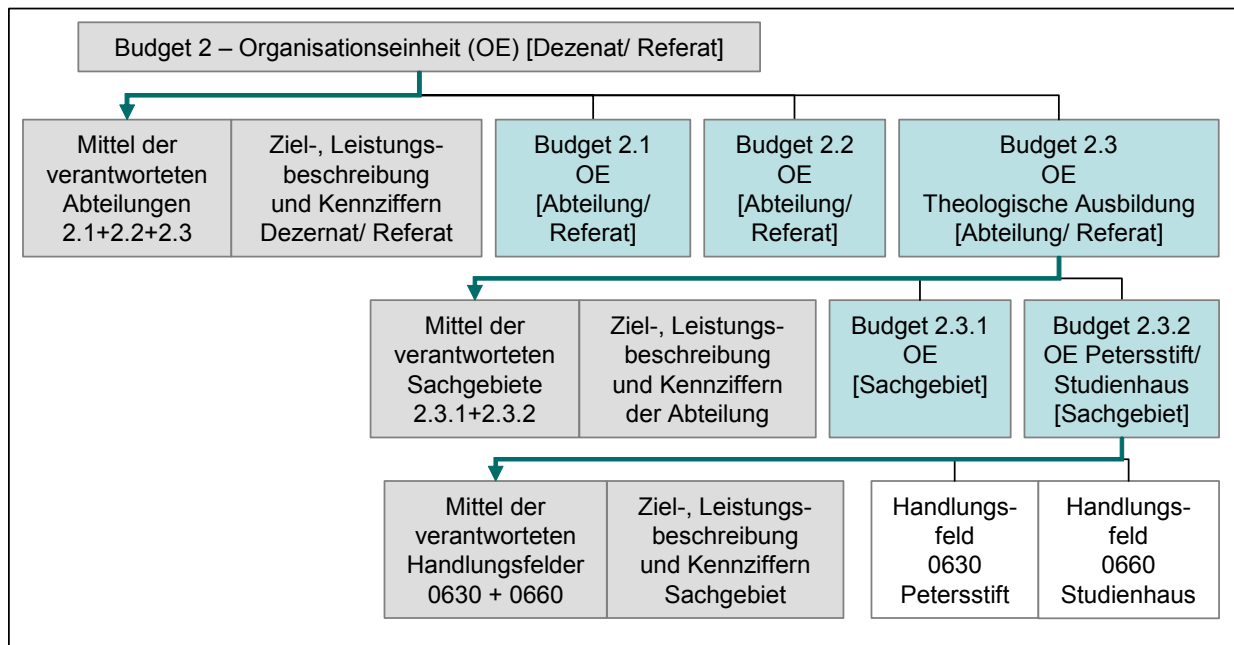 Budget 2 – Organisationseinheit (OE) [Dezenat/ Referat]
Mittel der
verantworteten
Abteilungen
2.1+2.2+2.3
Ziel-, Leistungs-
beschreibung
und Kennziffern
Dezernat/ Referat
Budget 2.1
OE
[Abteilung/
Referat]
Budget 2.2
OE
[Abteilung/
Referat]
Budget 2.3
OE
Theologische Ausbildung
[Abteilung/ Referat]
Mittel der
verantworteten
Sachgebiete
2.3.1+2.3.2
Ziel-, Leistungs-
beschreibung
und Kennziffern
der Abteilung
Budget 2.3.1
OE
[Sachgebiet]
Budget 2.3.2
OE Petersstift/
Studienhaus
[Sachgebiet]
Mittel der
verantworteten
Handlungsfelder
0630 + 0660
Ziel-, Leistungs-
beschreibung
und Kennziffern
Sachgebiet
Handlungs-
feld
0630
Petersstift
Handlungs-
feld
0660
Studienhaus